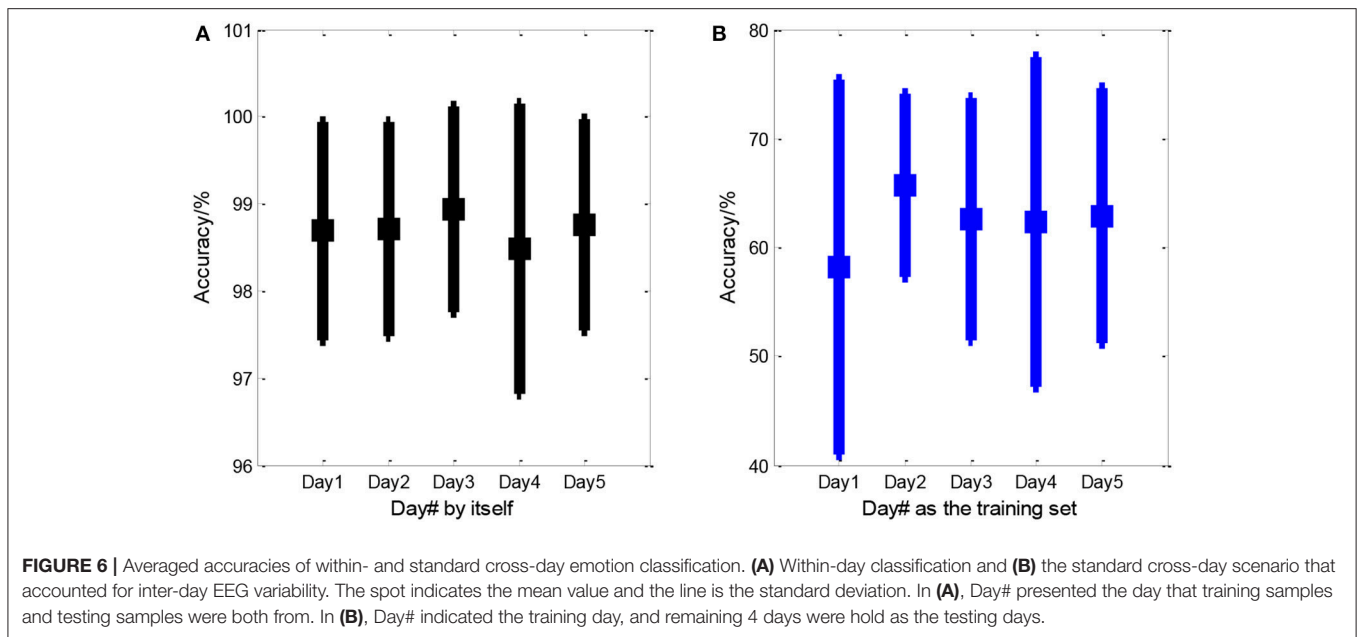 A
101
100
99
98
97
96
Accuracy/%
Day1 Day2 Day3 Day4 Day5
Day# by itself
B
80
70
60
50
40
Accuracy/%
Day1 Day2 Day3 Day4 Day5
Day# as the training set
FIGURE 6 | Averaged accuracies of within- and standard cross-day emotion classification. (A) Within-day classification and (B) the standard cross-day scenario that
accounted for inter-day EEG variability. The spot indicates the mean value and the line is the standard deviation. In (A), Day# presented the day that training samples
and testing samples were both from. In (B), Day# indicated the training day, and remaining 4 days were hold as the testing days.